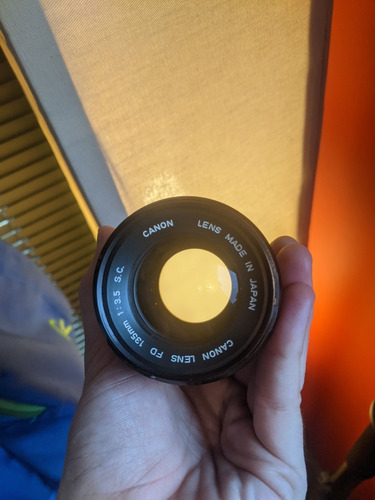 CANON LENS MADE IN JAPAN
CANON LENS FD 135mm 1:3.5 S.C.